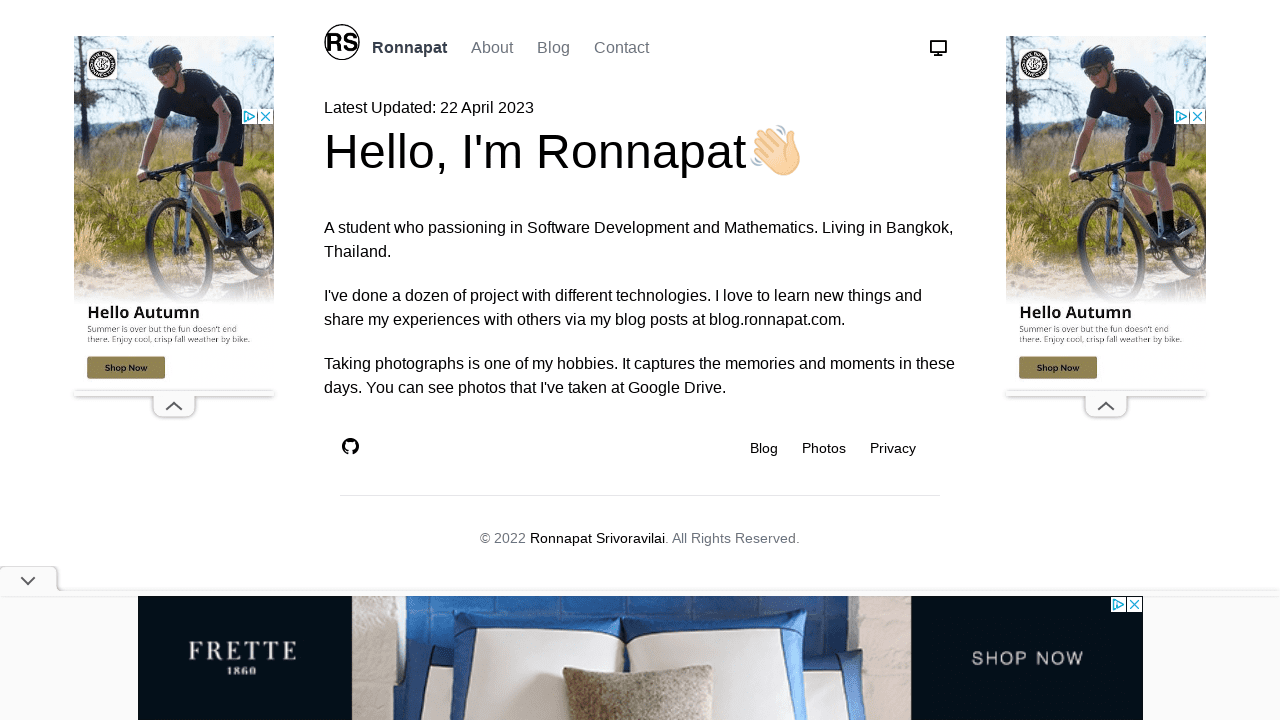 RS
Ronnapat About Blog Contact
Latest Updated: 22 April 2023
Hello, I'm Ronnapat👋🏻
A student who passioning in Software Development and Mathematics. Living in Bangkok,
Thailand.
I've done a dozen of project with different technologies. I love to learn new things and
share my experiences with others via my blog posts at blog.ronnapat.com.
Taking photographs is one of my hobbies. It captures the memories and moments in these
days. You can see photos that I've taken at Google Drive.
Blog Photos Privacy
© 2022 Ronnapat Srivoravilai. All Rights Reserved.
Hello Autumn
Summer is over but the fun doesn't end
there. Enjoy cool, crisp fall weather by bike.
Shop Now
Hello Autumn
Summer is over but the fun doesn't end
there. Enjoy cool, crisp fall weather by bike.
Shop Now
FRETTE
1860
SHOP NOW